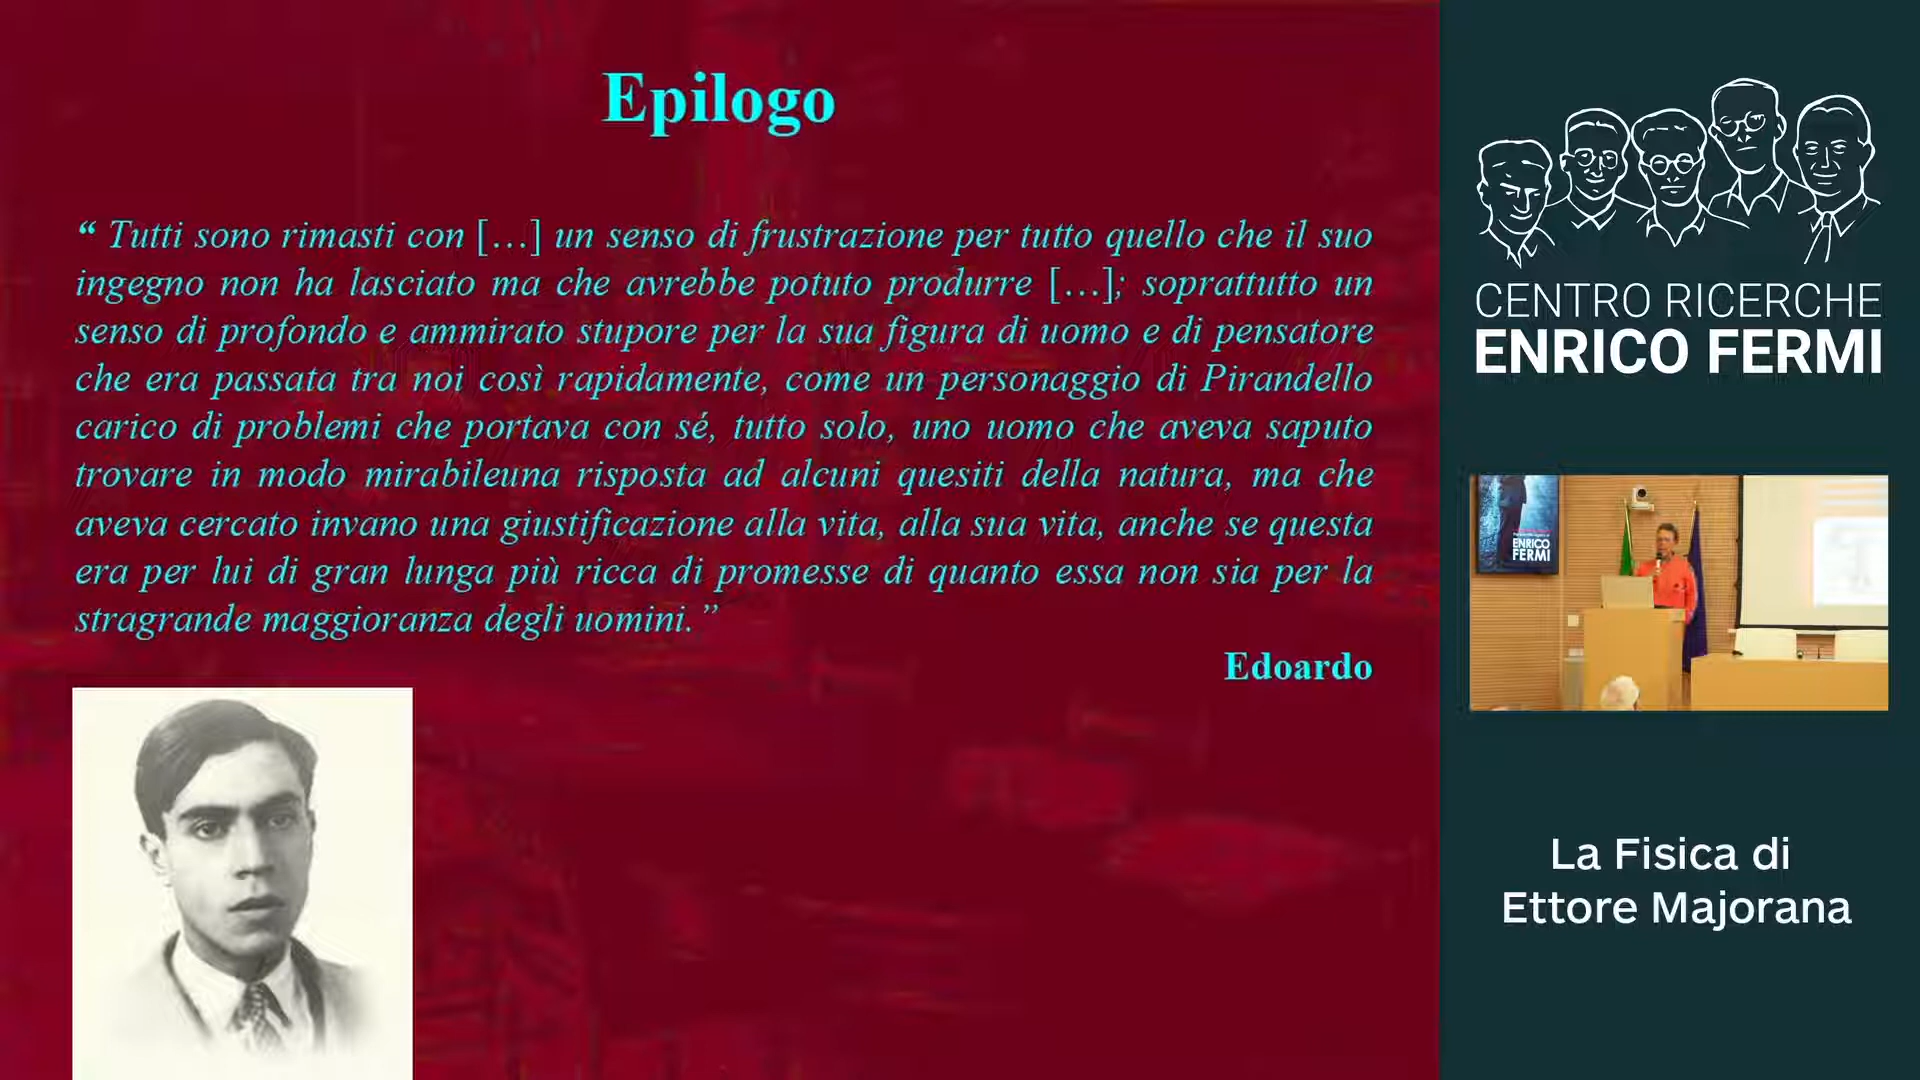 Epilogo
“ Tutti sono rimasti con […] un senso di frustrazione per tutto quello che il suo
ingegno non ha lasciato ma che avrebbe potuto produrre […]; soprattutto un
senso di profondo e ammirato stupore per la sua figura di uomo e di pensatore
che era passata tra noi così rapidamente, come un personaggio di Pirandello
carico di problemi che portava con sé, tutto solo, uno uomo che aveva saputo
trovare in modo mirabileuna risposta ad alcuni quesiti della natura, ma che
aveva cercato invano una giustificazione alla vita, alla sua vita, anche se questa
era per lui di gran lunga più ricca di promesse di quanto essa non sia per la
stragrande maggioranza degli uomini.”
Edoardo
CENTRO RICERCHE
ENRICO FERMI
ENRICO
FERMI
La Fisica di
Ettore Majorana